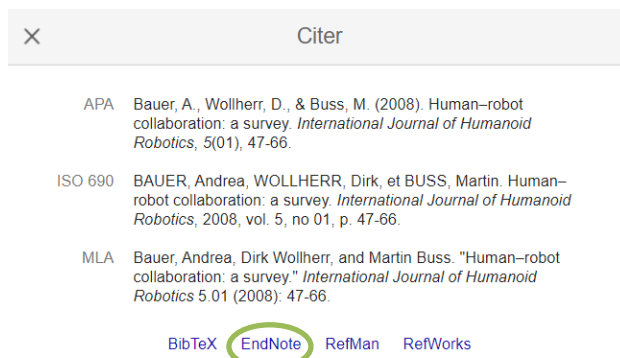 Citer
APA Bauer, A., Wollherr, D., & Buss, M. (2008). Human–robot
collaboration: a survey. International Journal of Humanoid
Robotics, 5(01), 47-66.
ISO 690 BAUER, Andrea, WOLLHERR, Dirk, et BUSS, Martin. Human–
robot collaboration: a survey. International Journal of Humanoid
Robotics, 2008, vol. 5, no 01, p. 47-66.
MLA Bauer, Andrea, Dirk Wollherr, and Martin Buss. "Human–robot
collaboration: a survey." International Journal of Humanoid
Robotics 5.01 (2008): 47-66.
BibTeX EndNote RefMan RefWorks